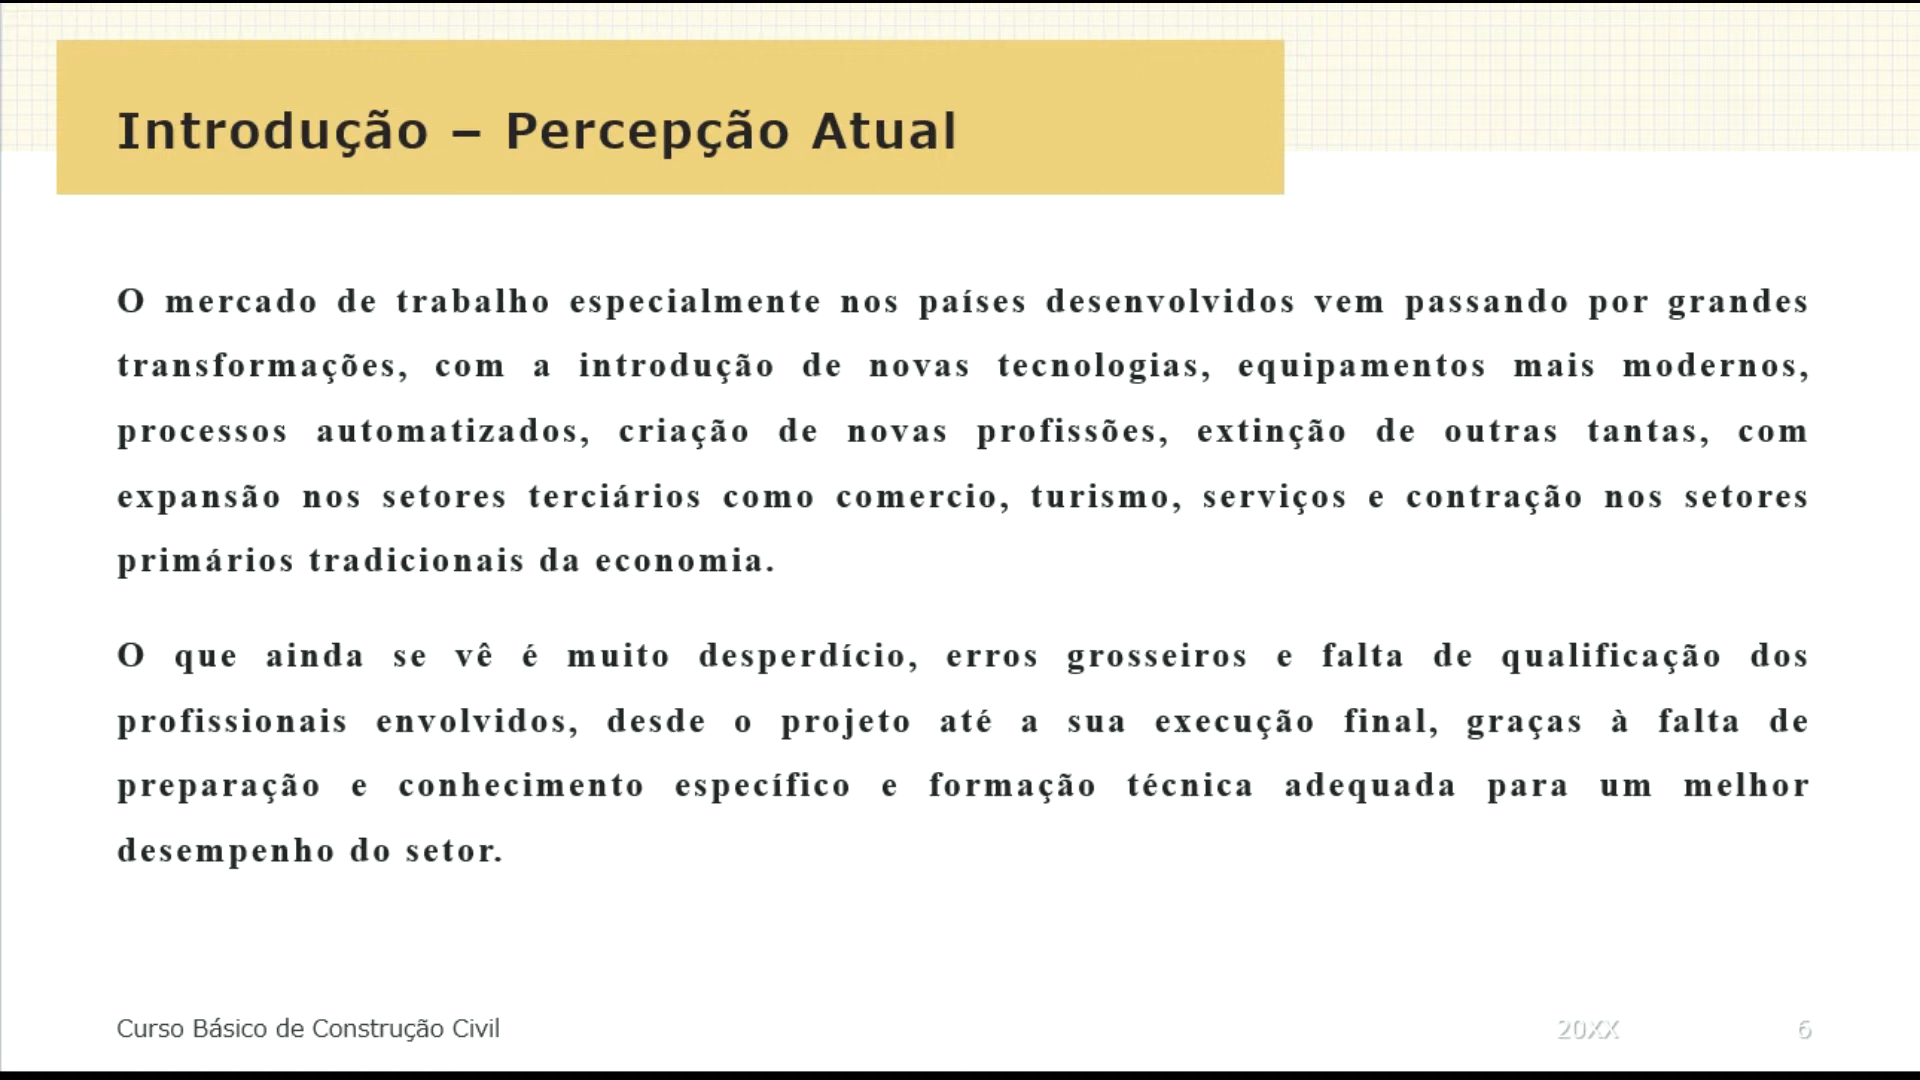 Introdução – Percepção Atual
O mercado de trabalho especialmente nos países desenvolvidos vem passando por grandes
transformações, com a introdução de novas tecnologias, equipamentos mais modernos,
processos automatizados, criação de novas profissões, extinção de outras tantas, com
expansão nos setores terciários como comercio, turismo, serviços e contração nos setores
primários tradicionais da economia.
O que ainda se vê é muito desperdício, erros grosseiros e falta de qualificação dos
profissionais envolvidos, desde o projeto até a sua execução final, graças à falta de
preparação e conhecimento específico e formação técnica adequada para um melhor
desempenho do setor.
Curso Básico de Construção Civil
20XX
6